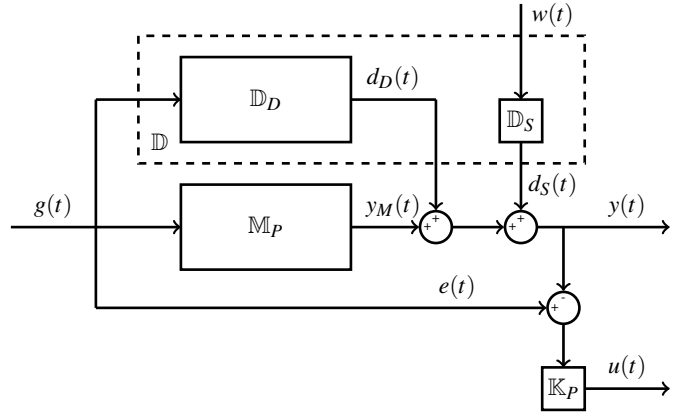 w(t)
d_D(t)
𝔻_D
𝔻_S
𝔻
d_S(t)
g(t)
y_M(t)
y(t)
𝕄_P
+
+
+
+
e(t)
-
+
u(t)
𝕂_P